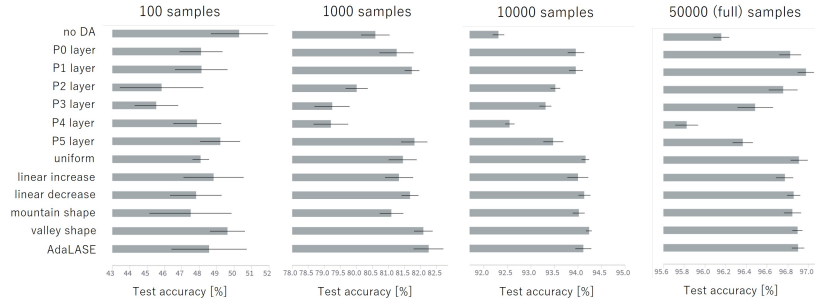 100 samples
1000 samples
10000 samples
50000 (full) samples
no DA
P0 layer
P1 layer
P2 layer
P3 layer
P4 layer
P5 layer
uniform
linear increase
linear decrease
mountain shape
valley shape
AdaLASE
43 44 45 46 47 48 49 50 51 52
78.0 78.5 79.0 79.5 80.0 80.5 81.0 81.5 82.0 82.5
92.0 92.5 93.0 93.5 94.0 94.5 95.0
95.6 95.8 96.0 96.2 96.4 96.6 96.8 97.0
Test accuracy [%]
Test accuracy [%]
Test accuracy [%]
Test accuracy [%]